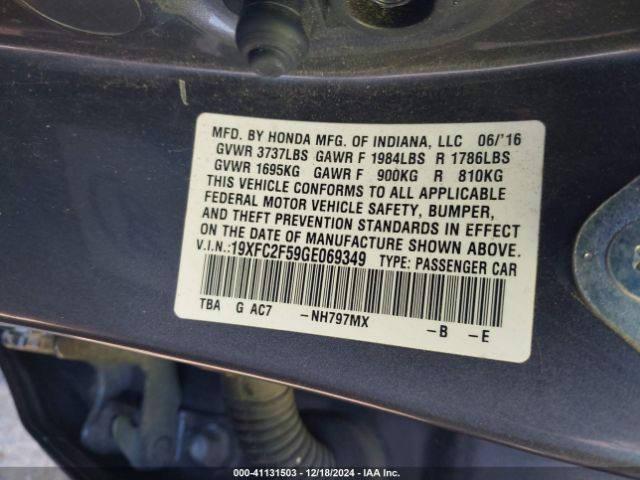 MFD. BY HONDA MFG. OF INDIANA, LLC 06/'16
GVWR 3737LBS GAWR F 1984LBS R 1786LBS
GVWR 1695KG GAWR F 900KG R 810KG
THIS VEHICLE CONFORMS TO ALL APPLICABLE
FEDERAL MOTOR VEHICLE SAFETY, BUMPER,
AND THEFT PREVENTION STANDARDS IN EFFECT
ON THE DATE OF MANUFACTURE SHOWN ABOVE.
V.I.N.:19XFC2F59GE069349 TYPE: PASSENGER CAR
TBA G AC7 -NH797MX -B -E
000-41131503 - 12/18/2024 - IAA Inc.